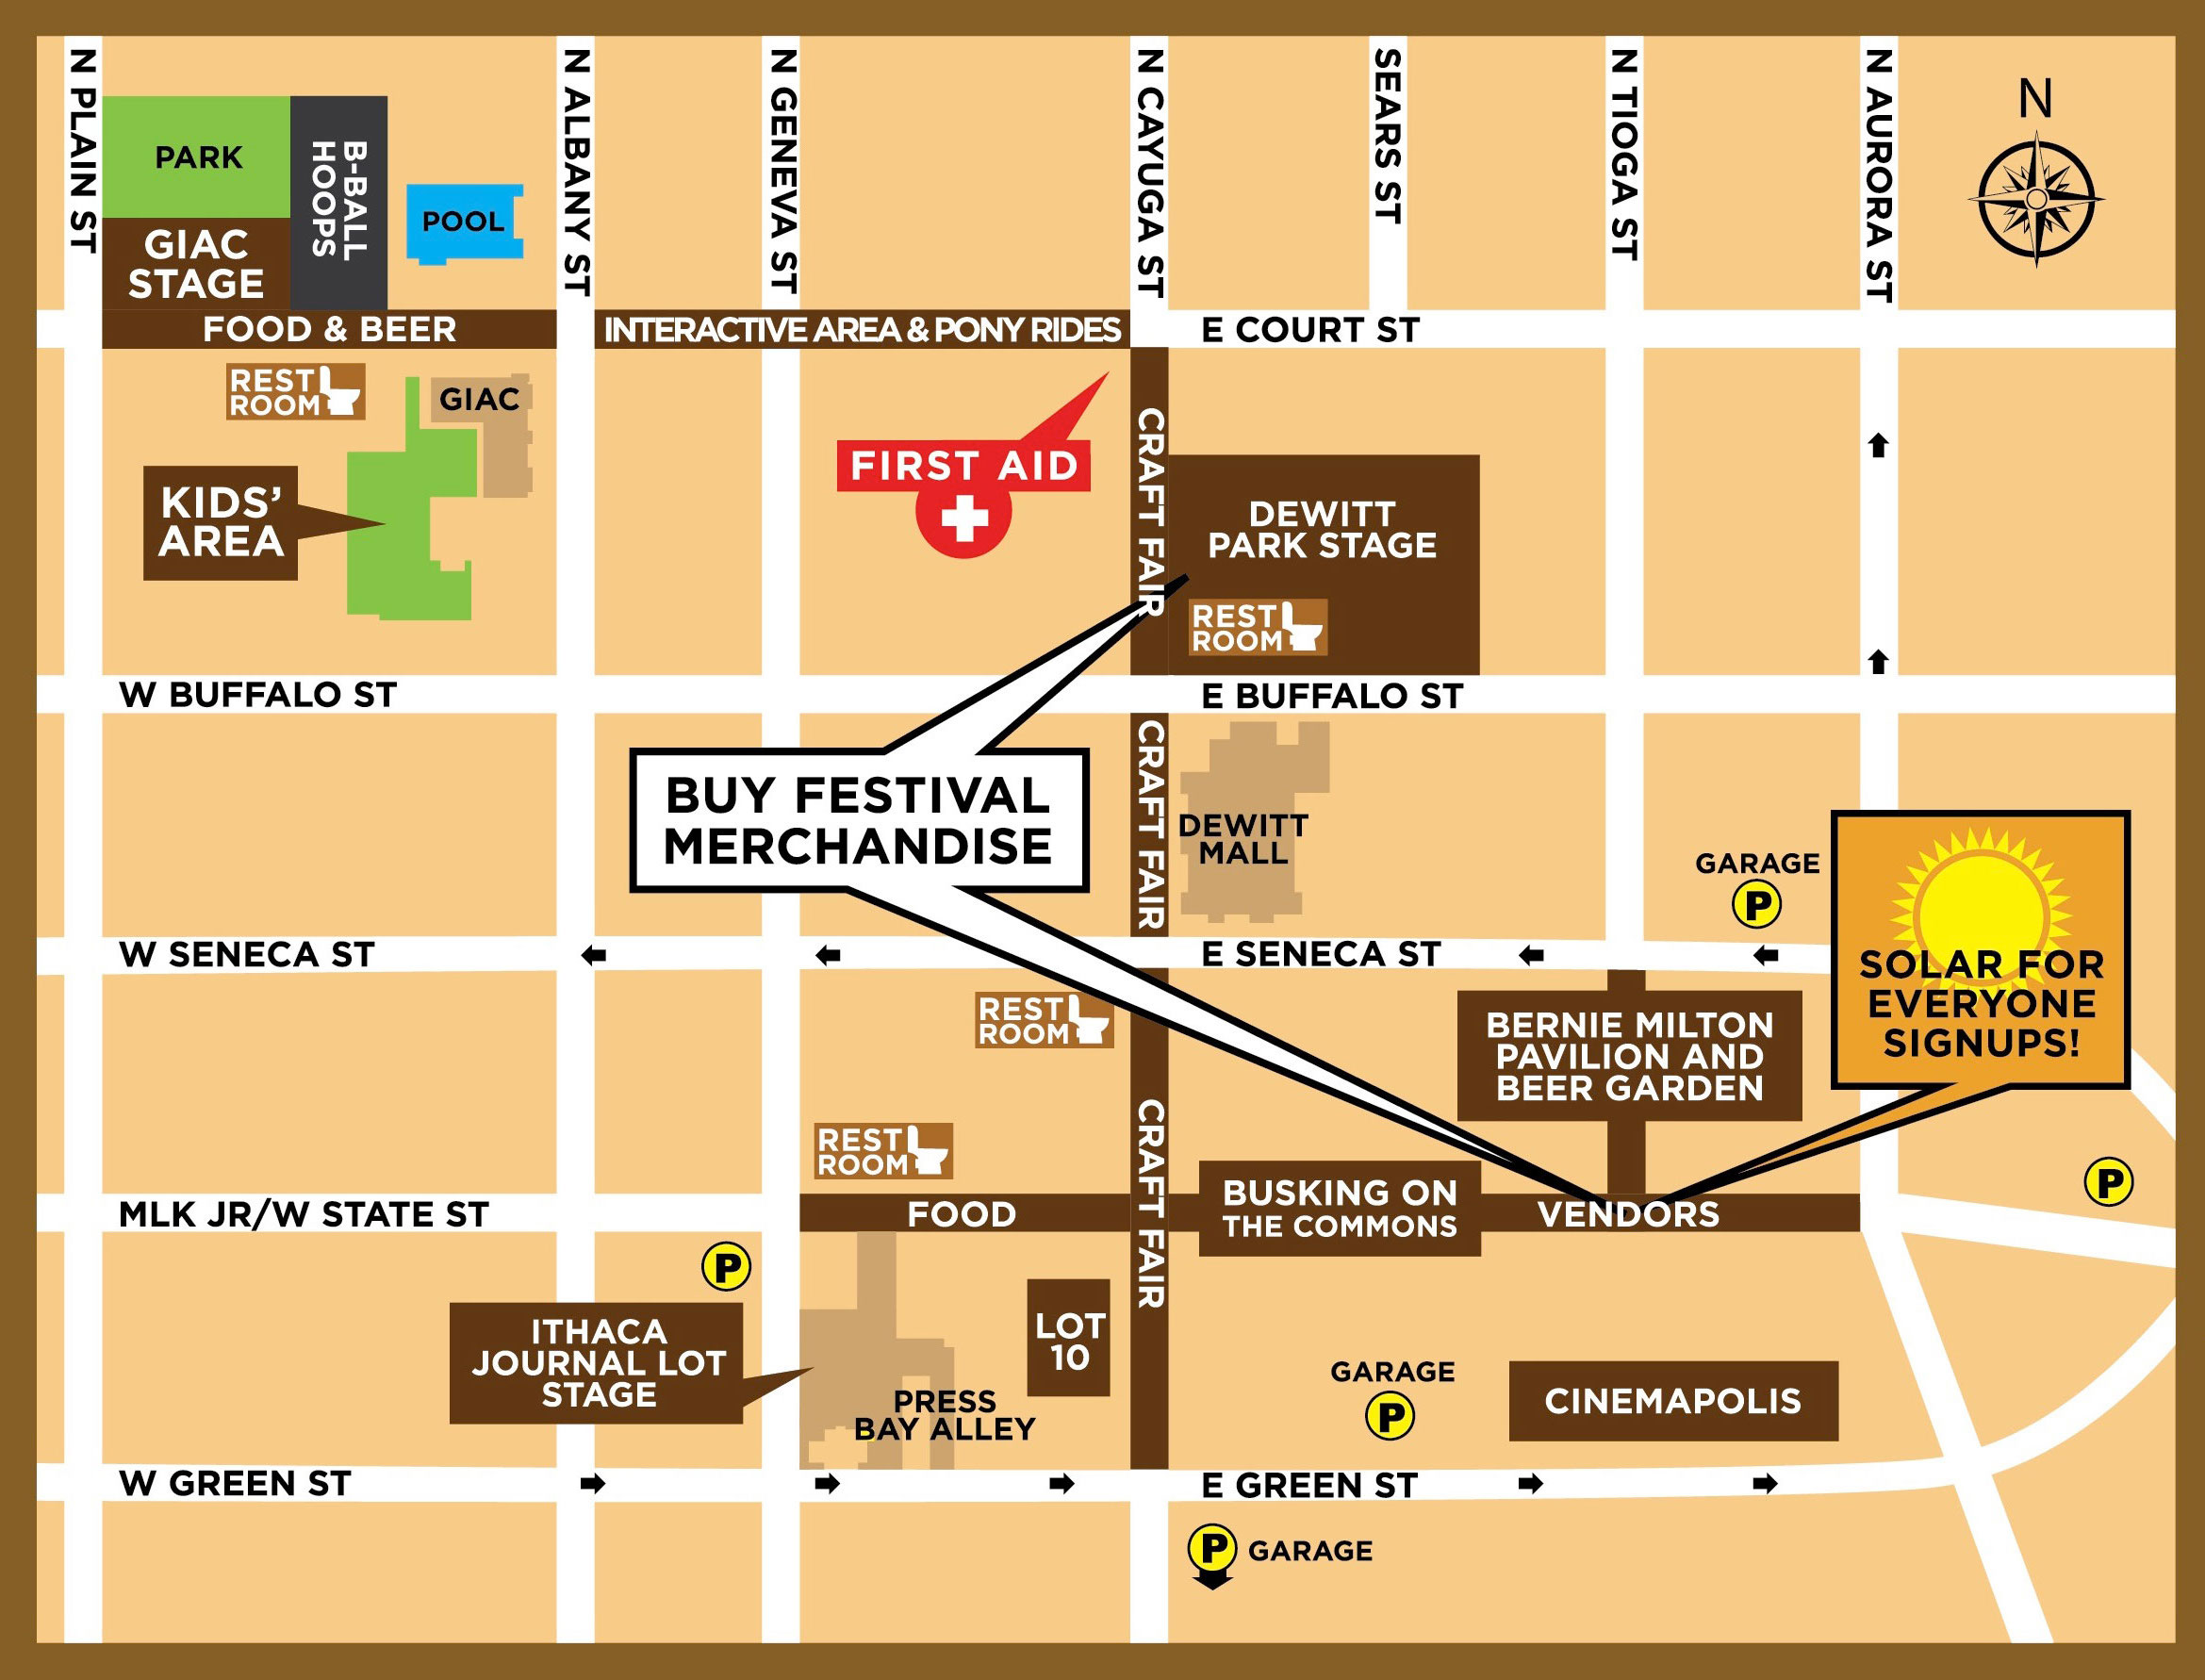 N PLAIN ST
N ALBANY ST
N GENEVA ST
N CAYUGA ST
SEARS ST
N TIOGA ST
N AURORA ST
N
PARK
B-BALL
HOOPS
POOL
GIAC
STAGE
FOOD & BEER
INTERACTIVE AREA & PONY RIDES
E COURT ST
REST
ROOM
GIAC
KIDS'
AREA
FIRST AID
CRAFT FAIR
DEWITT
PARK STAGE
REST
ROOM
W BUFFALO ST
E BUFFALO ST
BUY FESTIVAL
MERCHANDISE
CRAFT FAIR
DEWITT
MALL
GARAGE
P
SOLAR FOR
EVERYONE
SIGNUPS!
W SENECA ST
E SENECA ST
REST
ROOM
BERNIE MILTON
PAVILION AND
BEER GARDEN
REST
ROOM
CRAFT FAIR
BUSKING ON
THE COMMONS
P
MLK JR/W STATE ST
FOOD
VENDORS
P
ITHACA
JOURNAL LOT
STAGE
LOT
10
PRESS
BAY ALLEY
GARAGE
P
CINEMAPOLIS
W GREEN ST
E GREEN ST
P GARAGE